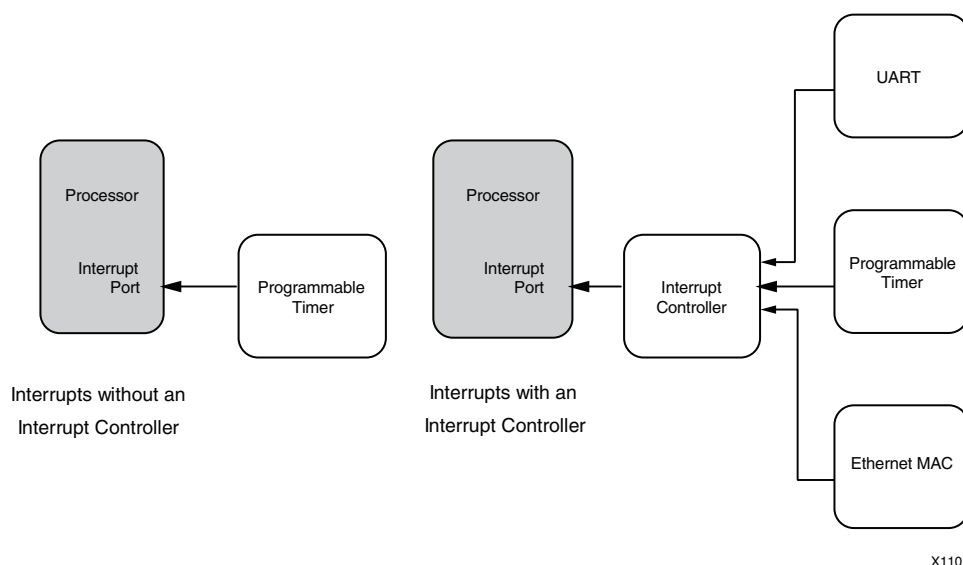 Processor
Interrupt
Port
Programmable
Timer
Interrupts without an
Interrupt Controller
Processor
Interrupt
Port
Interrupt
Controller
Interrupts with an
Interrupt Controller
UART
Programmable
Timer
Ethernet MAC
X110